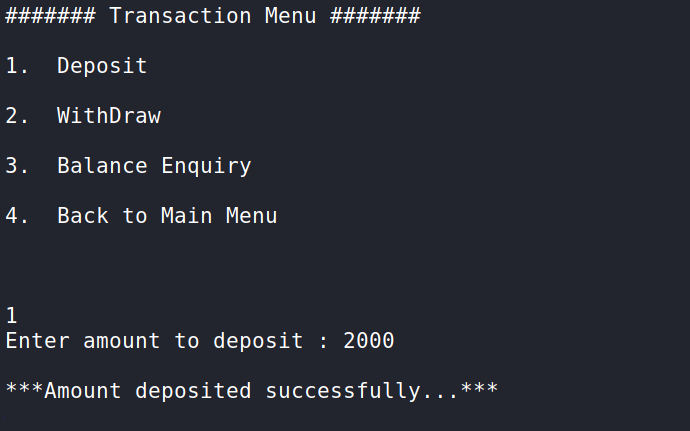 ####### Transaction Menu #######
1.  Deposit
2.  WithDraw
3.  Balance Enquiry
4.  Back to Main Menu
1
Enter amount to deposit : 2000
***Amount deposited successfully...***